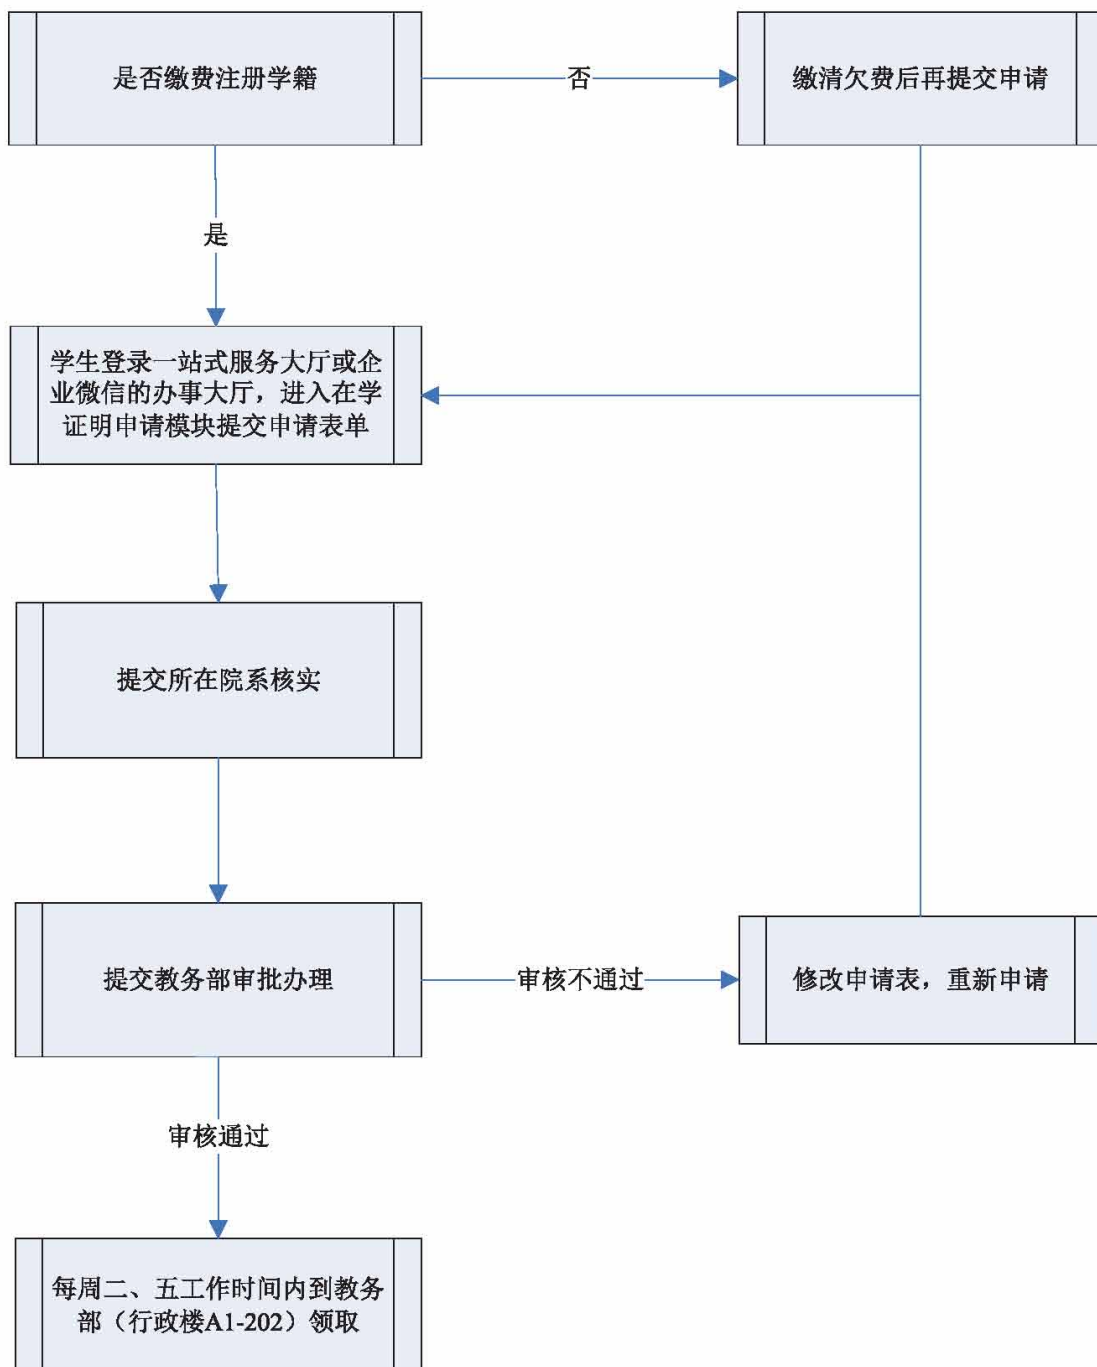 是否缴费注册学籍
否
缴清欠费后再提交申请
是
学生登录一站式服务大厅或企
业微信的办事大厅，进入在学
证明申请模块提交申请表单
提交所在院系核实
提交教务部审批办理
审核不通过
修改申请表，重新申请
审核通过
每周二、五工作时间内到教务
部（行政楼A1-202）领取